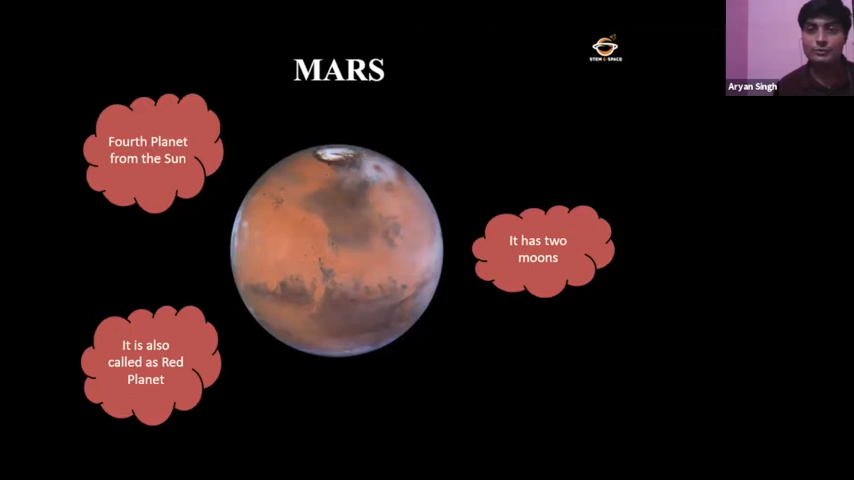 MARS
STEM & SPACE
Aryan Singh
Fourth Planet
from the Sun
It has two
moons
It is also
called as Red
Planet